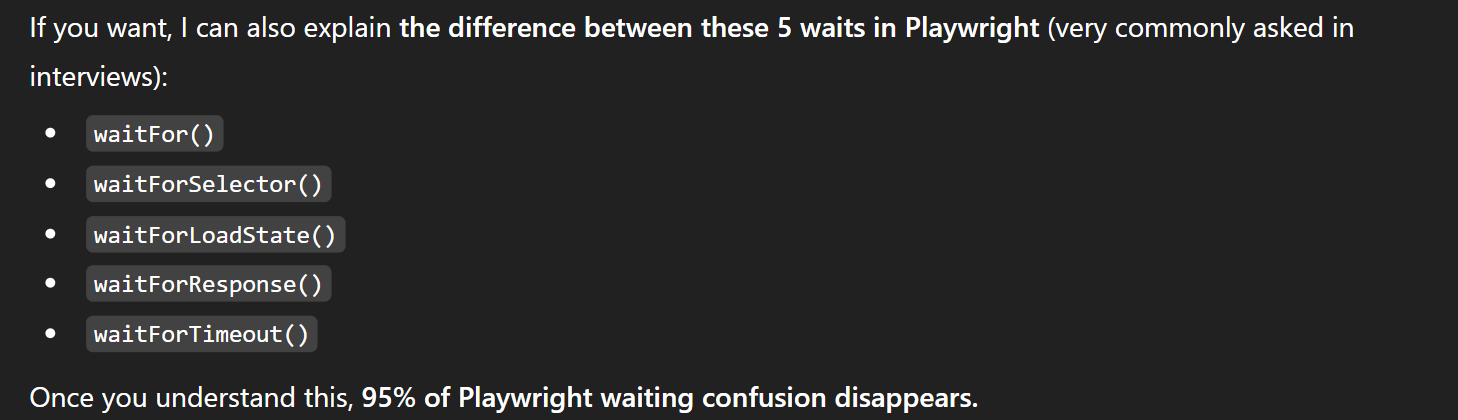 If you want, I can also explain the difference between these 5 waits in Playwright (very commonly asked in
interviews):
• waitFor()
• waitForSelector()
• waitForLoadState()
• waitForResponse()
• waitForTimeout()
Once you understand this, 95% of Playwright waiting confusion disappears.